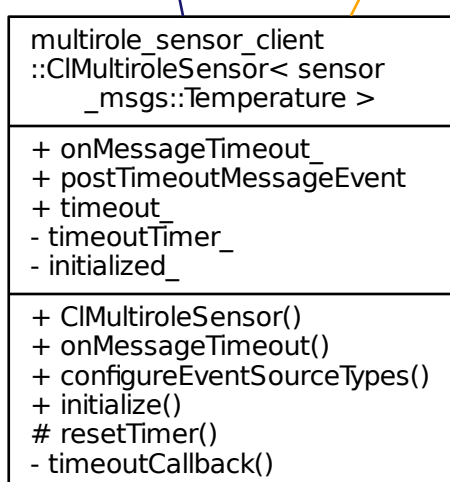 multirole_sensor_client
::ClMultiroleSensor< sensor
_msgs::Temperature >
+ onMessageTimeout_
+ postTimeoutMessageEvent
+ timeout_
- timeoutTimer_
- initialized_
+ ClMultiroleSensor()
+ onMessageTimeout()
+ configureEventSourceTypes()
+ initialize()
# resetTimer()
- timeoutCallback()